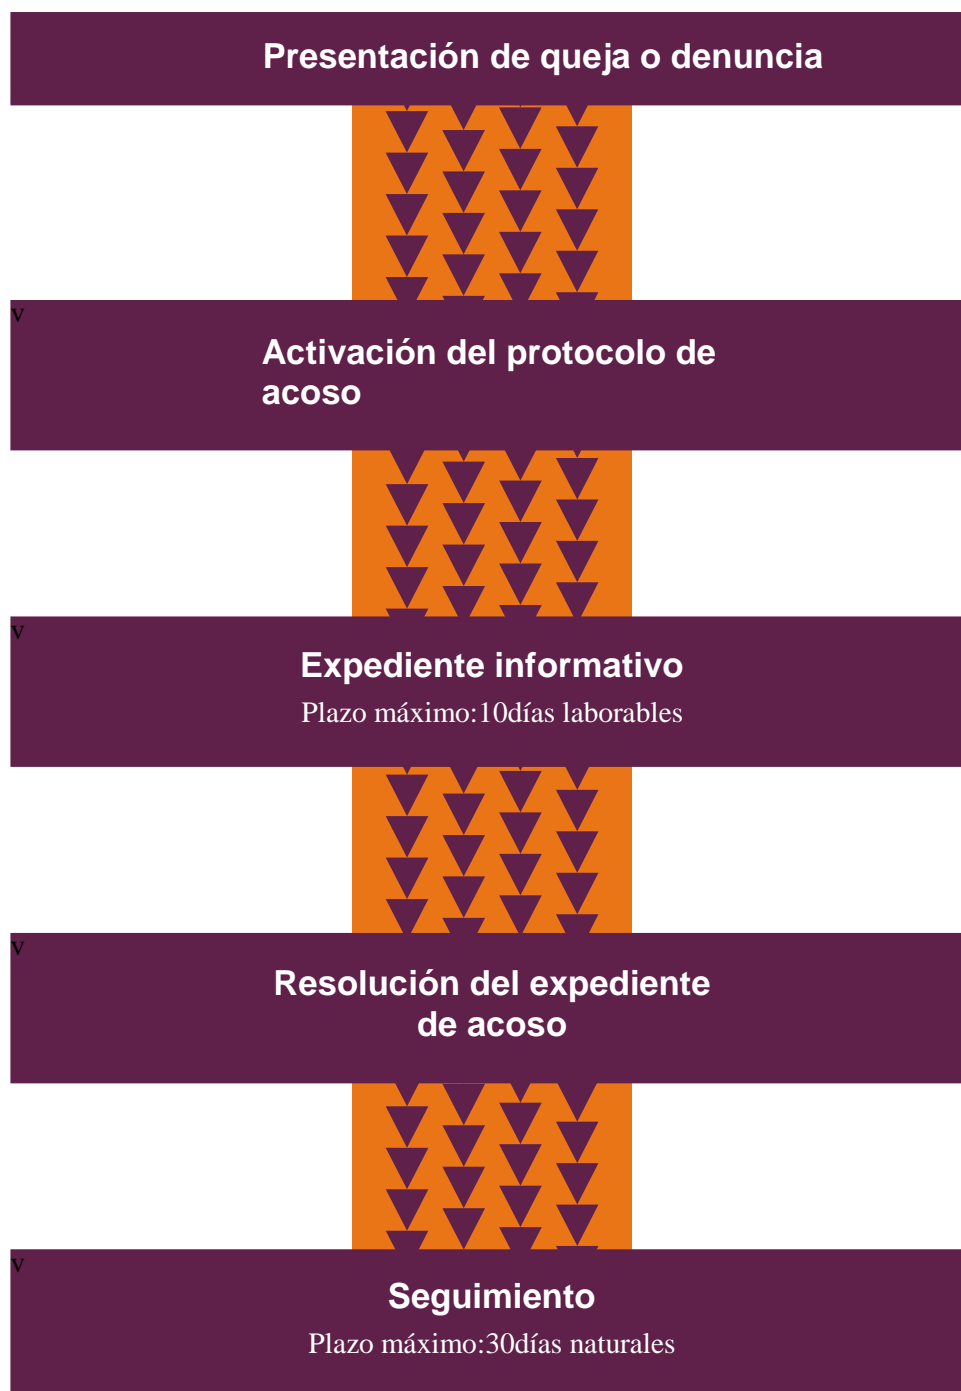 Presentación de queja o denuncia
v
Activación del protocolo de
acoso
v
Expediente informativo
Plazo máximo:10días laborables
v
Resolución del expediente
de acoso
v
Seguimiento
Plazo máximo:30días naturales